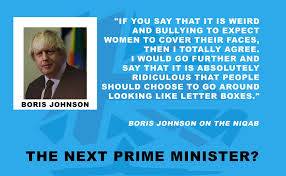 "IF YOU SAY THAT IT IS WEIRD
AND BULLYING TO EXPECT
WOMEN TO COVER THEIR FACES,
THEN I TOTALLY AGREE.
I WOULD GO FURTHER AND
SAY THAT IT IS ABSOLUTELY
RIDICULOUS THAT PEOPLE
SHOULD CHOOSE TO GO AROUND
LOOKING LIKE LETTER BOXES."
BORIS JOHNSON
BORIS JOHNSON ON THE NIQAB
THE NEXT PRIME MINISTER?